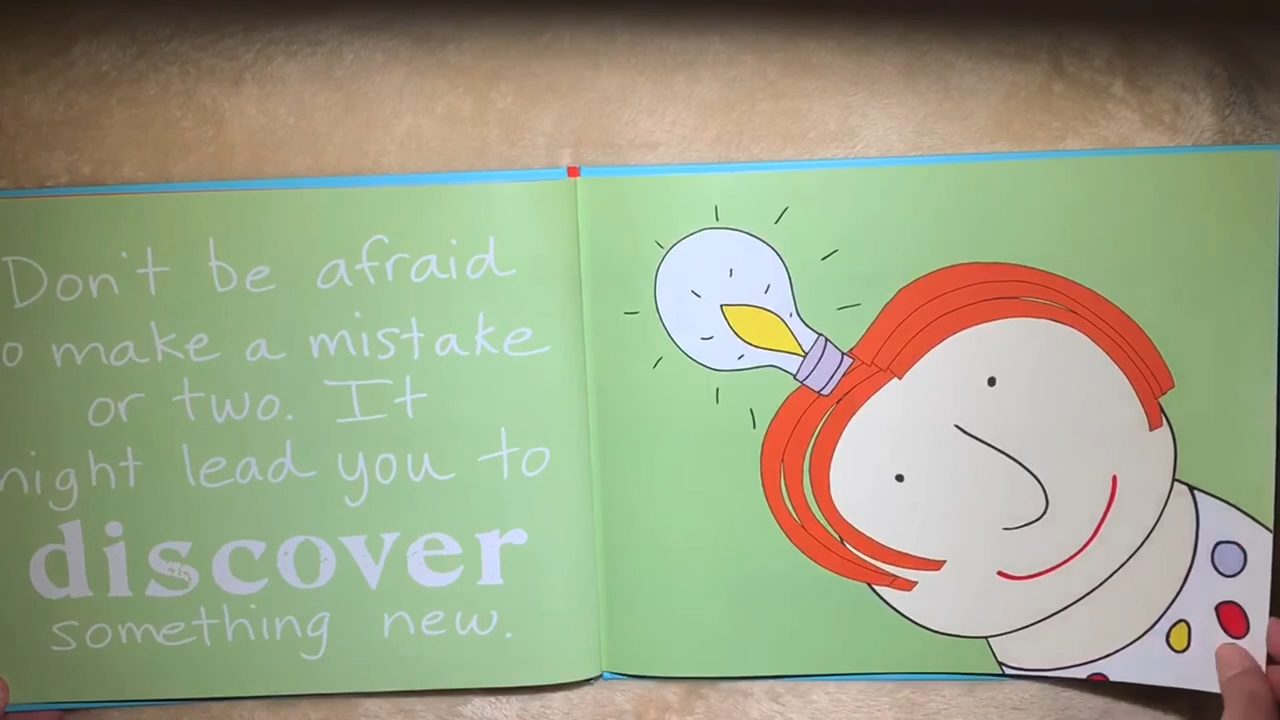 Don't be afraid
o make a mistake
or two. It
night lead you to
discover
something new.